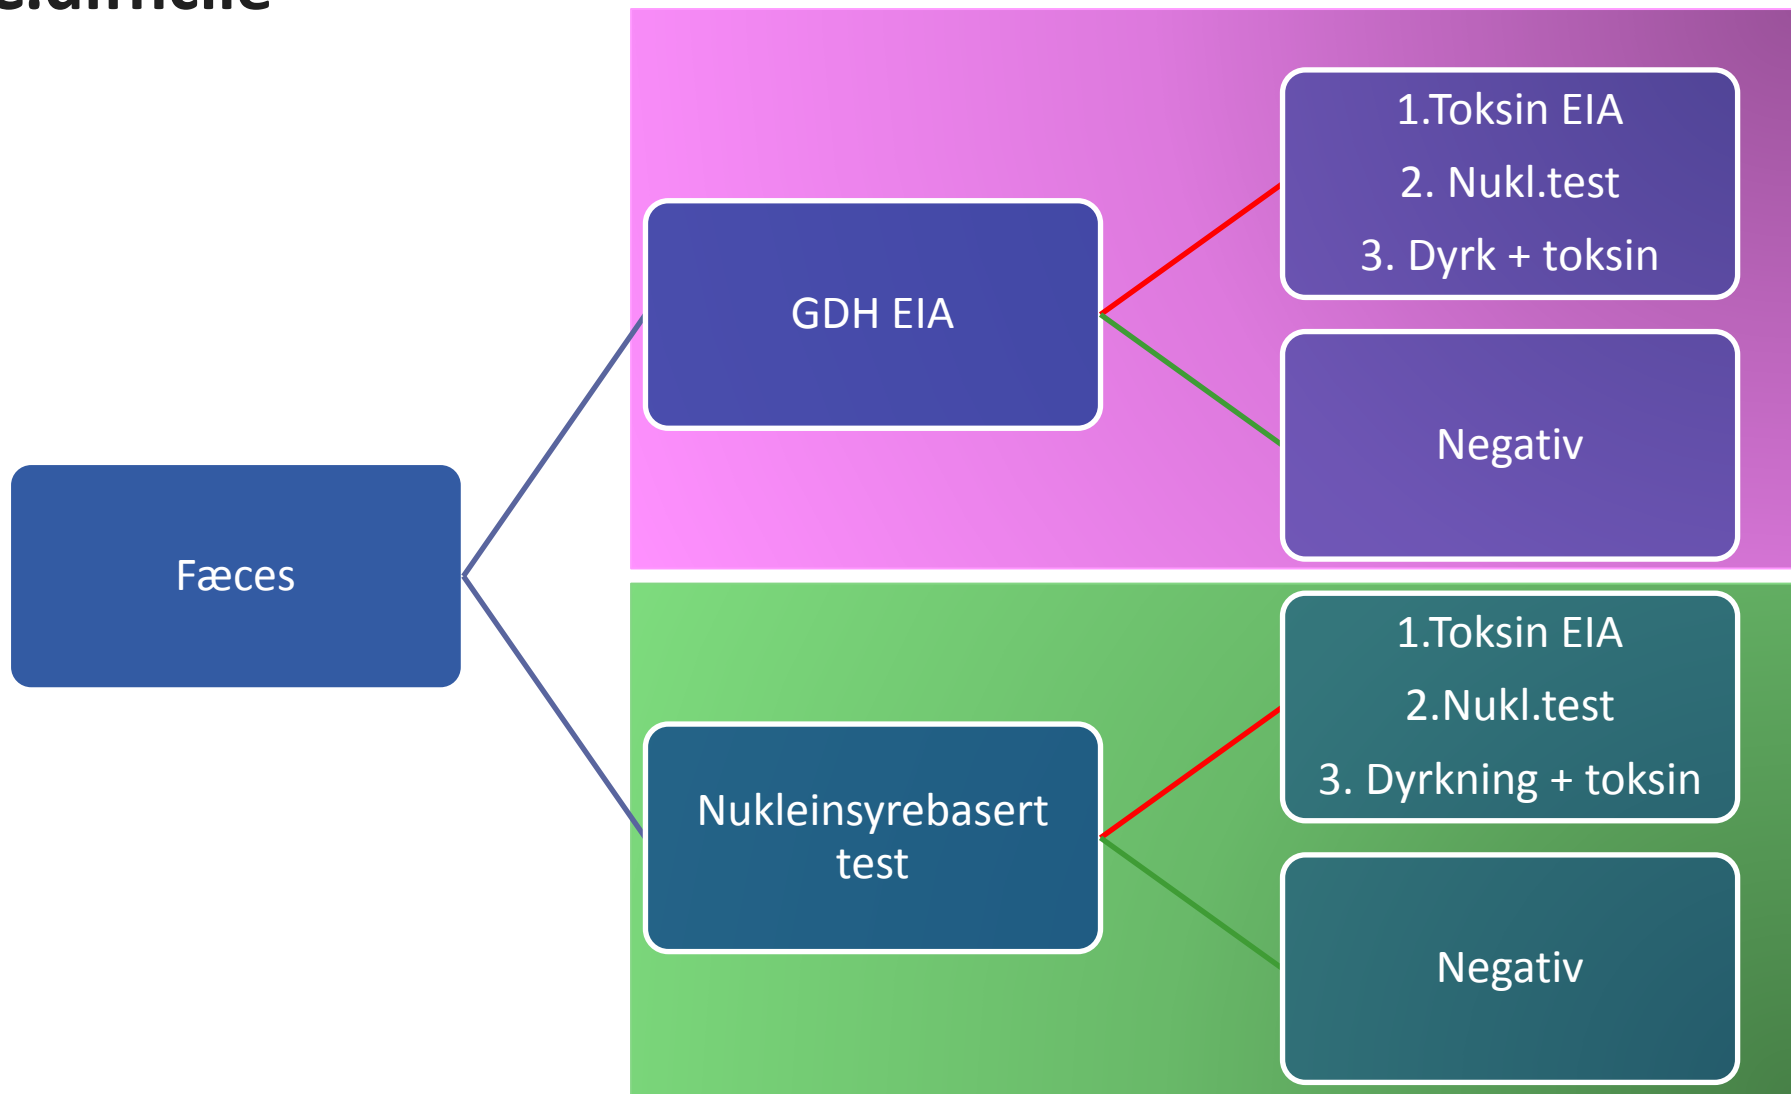 c.difficile
1.Toksin EIA
2. Nukl.test
3. Dyrk + toksin
GDH EIA
Negativ
Fæces
1.Toksin EIA
2.Nukl.test
3. Dyrkning + toksin
Nukleinsyrebasert
test
Negativ